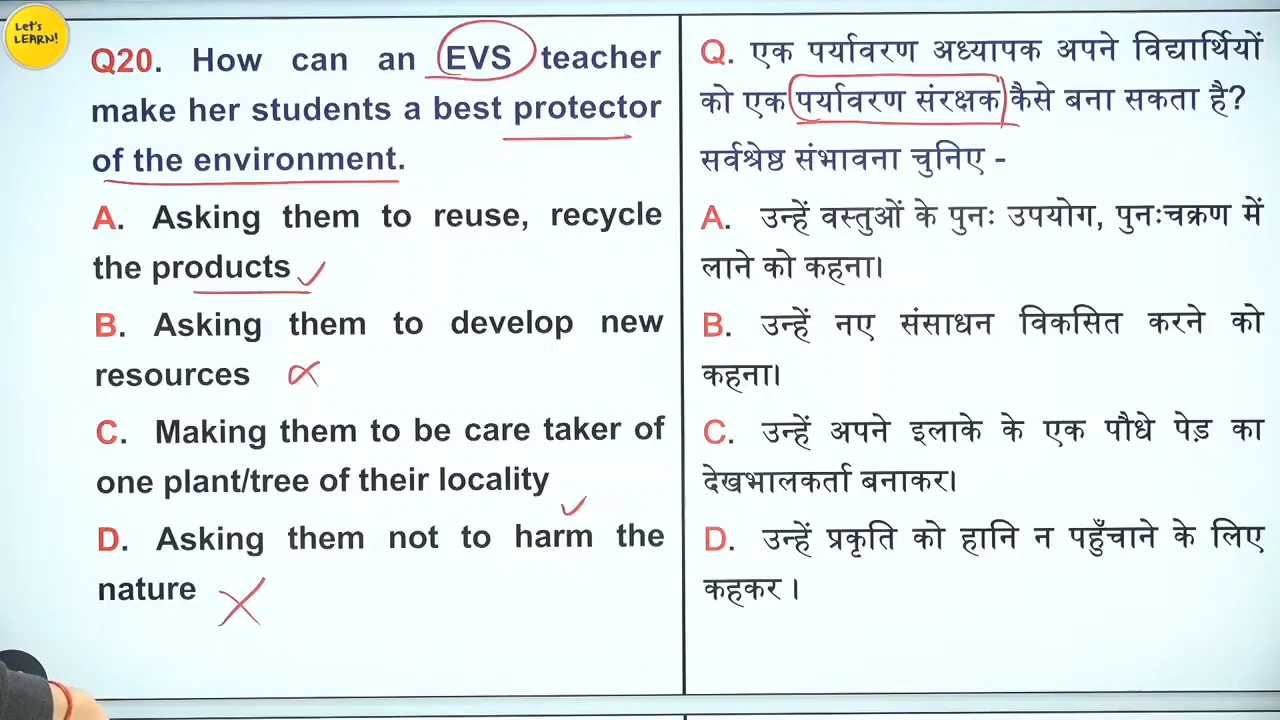 Let's
LEARN!
Q20. How can an EVS teacher
make her students a best protector
of the environment.
A. Asking them to reuse, recycle
the products
B. Asking them to develop new
resources
C. Making them to be care taker of
one plant/tree of their locality
D. Asking them not to harm the
nature
Q. एक पर्यावरण अध्यापक अपने विद्यार्थियों
को एक पर्यावरण संरक्षक कैसे बना सकता है?
सर्वश्रेष्ठ संभावना चुनिए -
A. उन्हें वस्तुओं के पुनः उपयोग, पुनःचक्रण में
लाने को कहना।
B. उन्हें नए संसाधन विकसित करने को
कहना।
C. उन्हें अपने इलाके के एक पौधे पेड़ का
देखभालकर्ता बनाकर।
D. उन्हें प्रकृति को हानि न पहुँचाने के लिए
कहकर ।